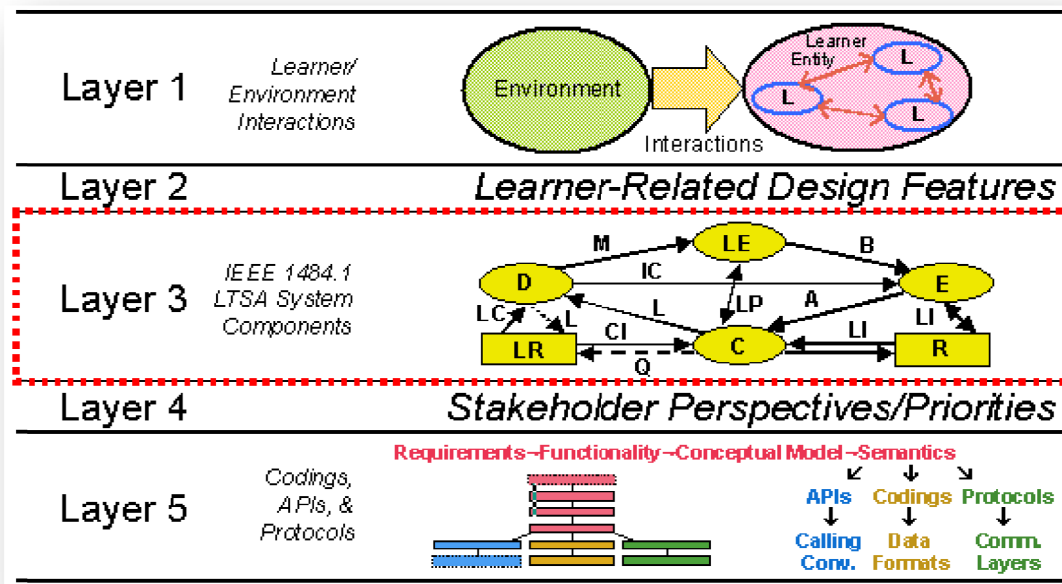 Layer 1
Learner/
Environment
Interactions
Environment
Interactions
Learner
Entity
L
L
L
Layer 2
Learner-Related Design Features
Layer 3
IEEE 1484.1
LTSA System
Components
M
LE
B
D
IC
E
LC
L
L
LP
A
LI
LR
CI
C
LI
R
Q
Layer 4
Stakeholder Perspectives/Priorities
Layer 5
Codings,
APIs, &
Protocols
Requirements–Functionality–Conceptual Model–Semantics
APIs
Codings
Protocols
Calling
Conv.
Data
Formats
Comm.
Layers